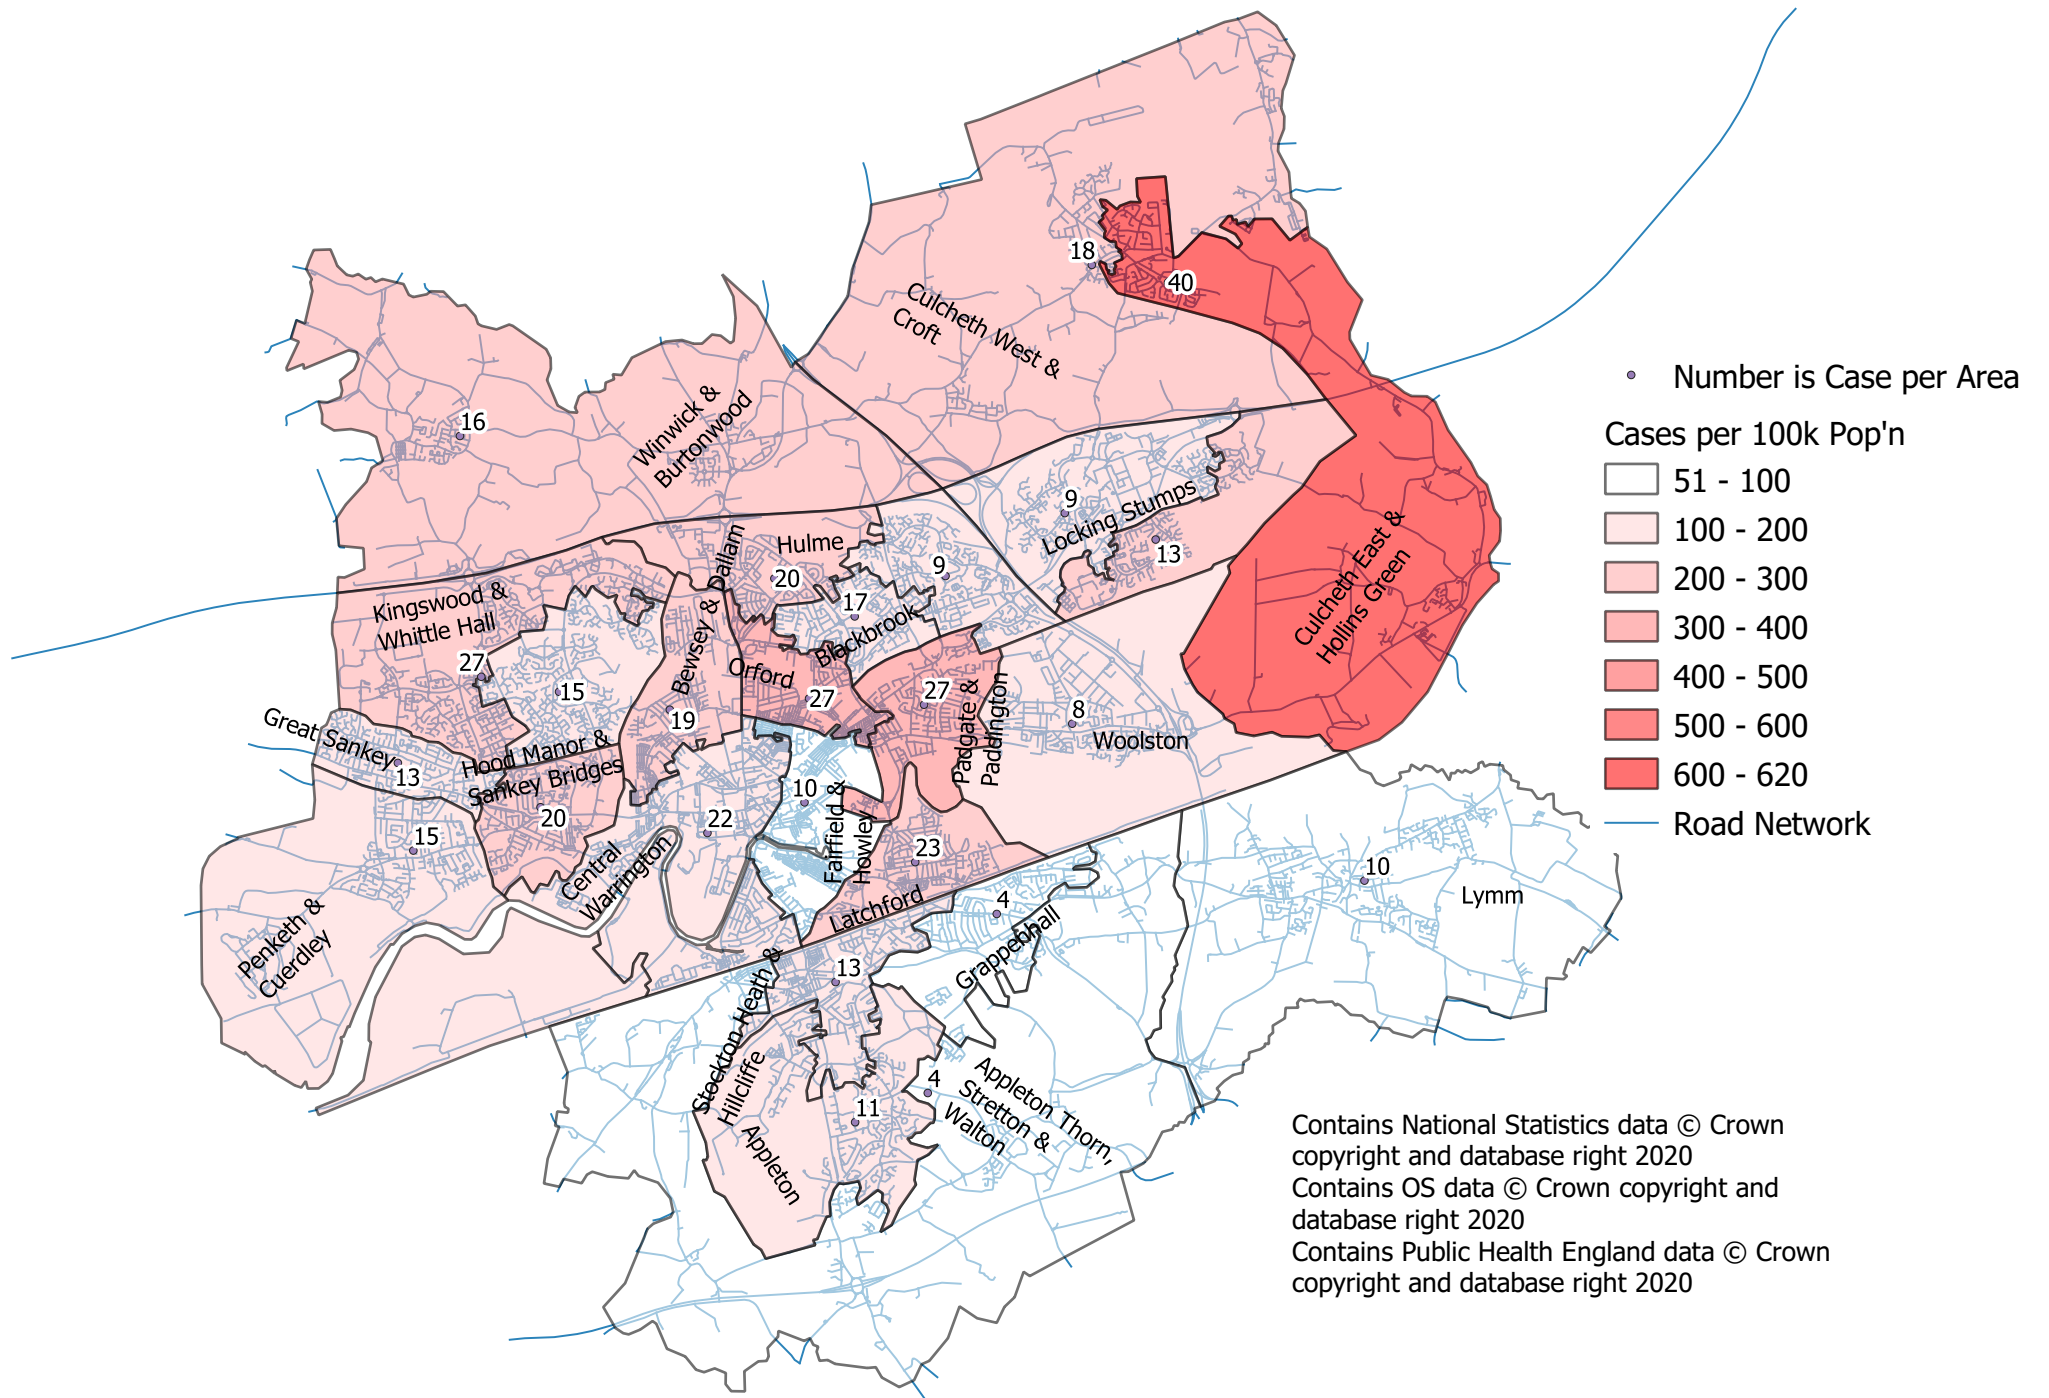 18
40
Culcheth West &
Croft
16
Winwick &
Burtonwood
Number is Case per Area
Cases per 100k Pop'n
51 - 100
100 - 200
200 - 300
300 - 400
400 - 500
500 - 600
600 - 620
Road Network
9
Locking Stumps
13
Hulme
20
9
17
Blackbrook
Bewsey & Dallam
19
Kingswood &
Whittle Hall
27
15
Orford
27
27
Padgate &
Paddington
8
Woolston
Culcheth East &
Hollins Green
Great Sankey
13
Hood Manor &
Sankey Bridges
20
15
Penketh &
Cuerdley
22
Central
Warrington
10
Fairfield &
Howley
23
Latchford
4
Grappenhall
10
Lymm
13
Stockton Heath &
Hillcliffe
11
Appleton
4
Appleton Thorn,
Stretton &
Walton
Contains National Statistics data © Crown
copyright and database right 2020
Contains OS data © Crown copyright and
database right 2020
Contains Public Health England data © Crown
copyright and database right 2020